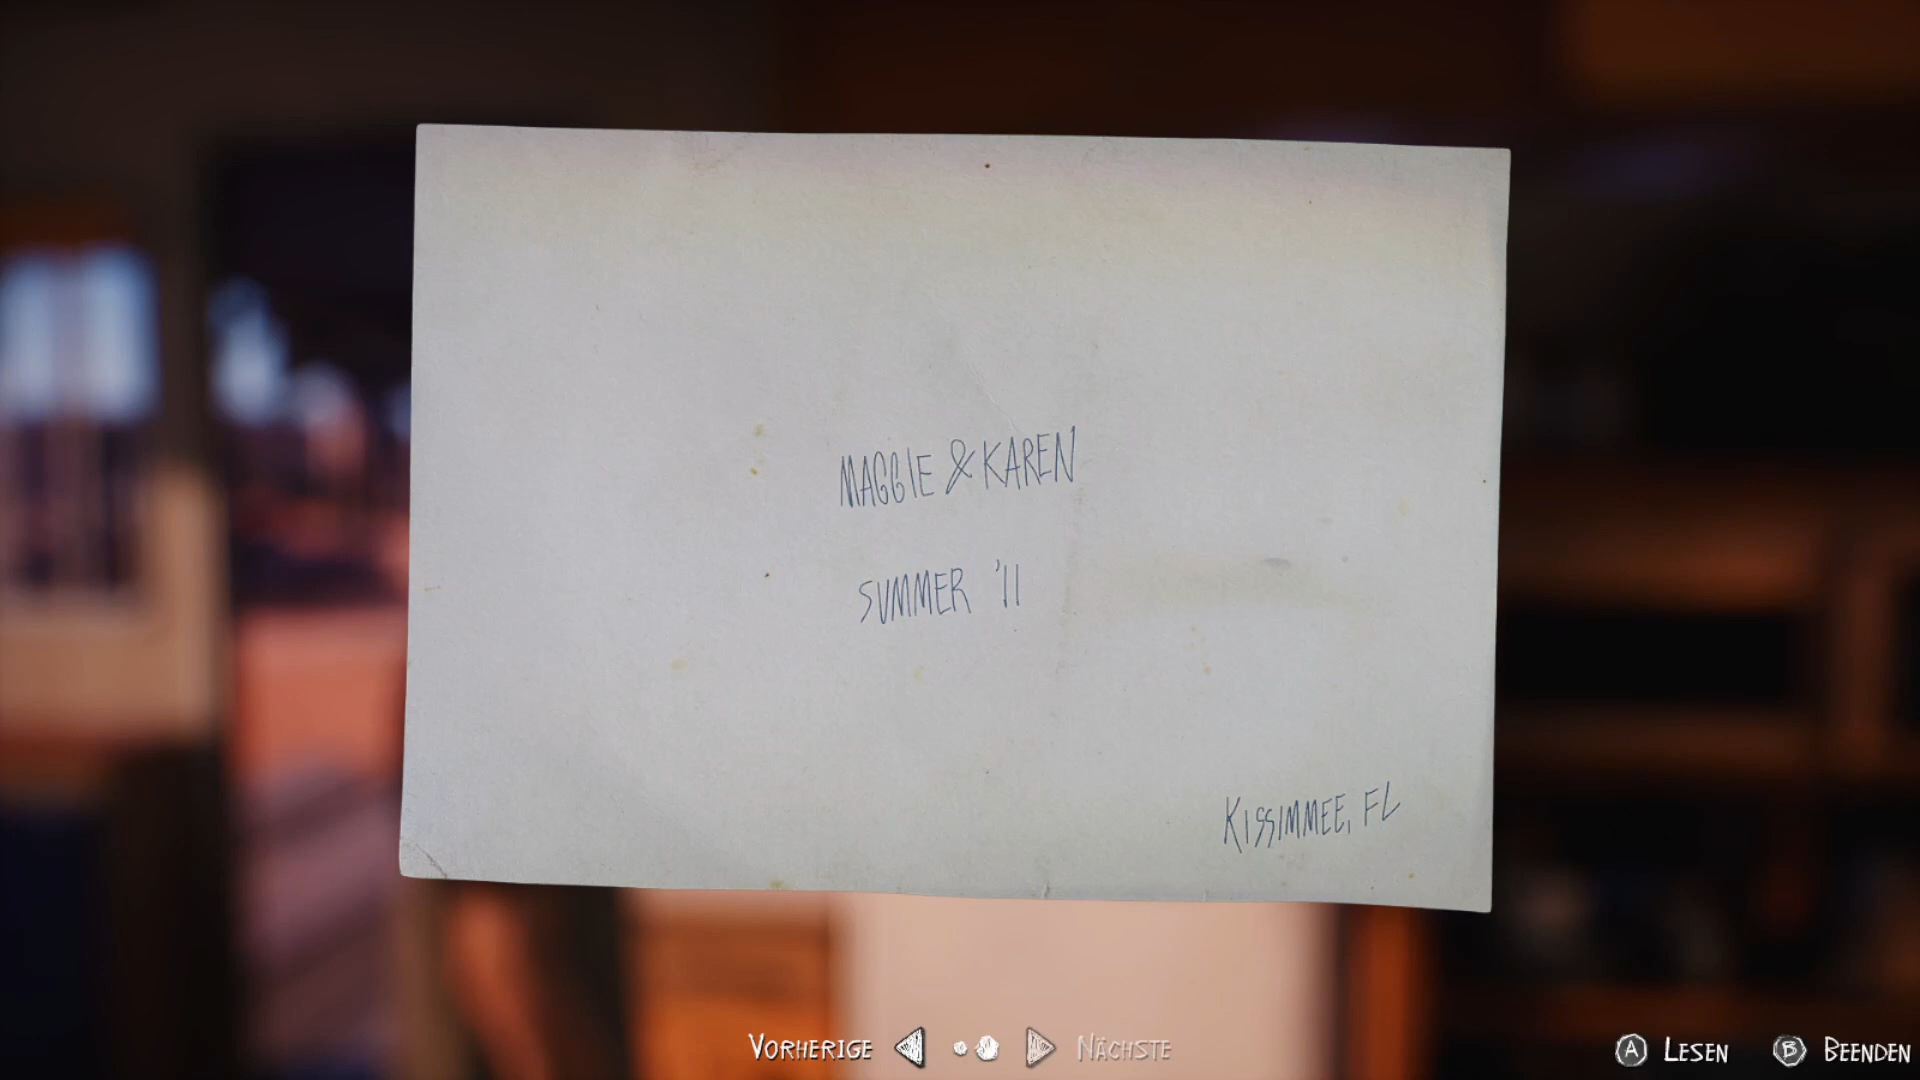 MAGGIE & KAREN
SUMMER '11
KISSIMMEE, FL
VORHERIGE
NÄCHSTE
A LESEN
B BEENDEN